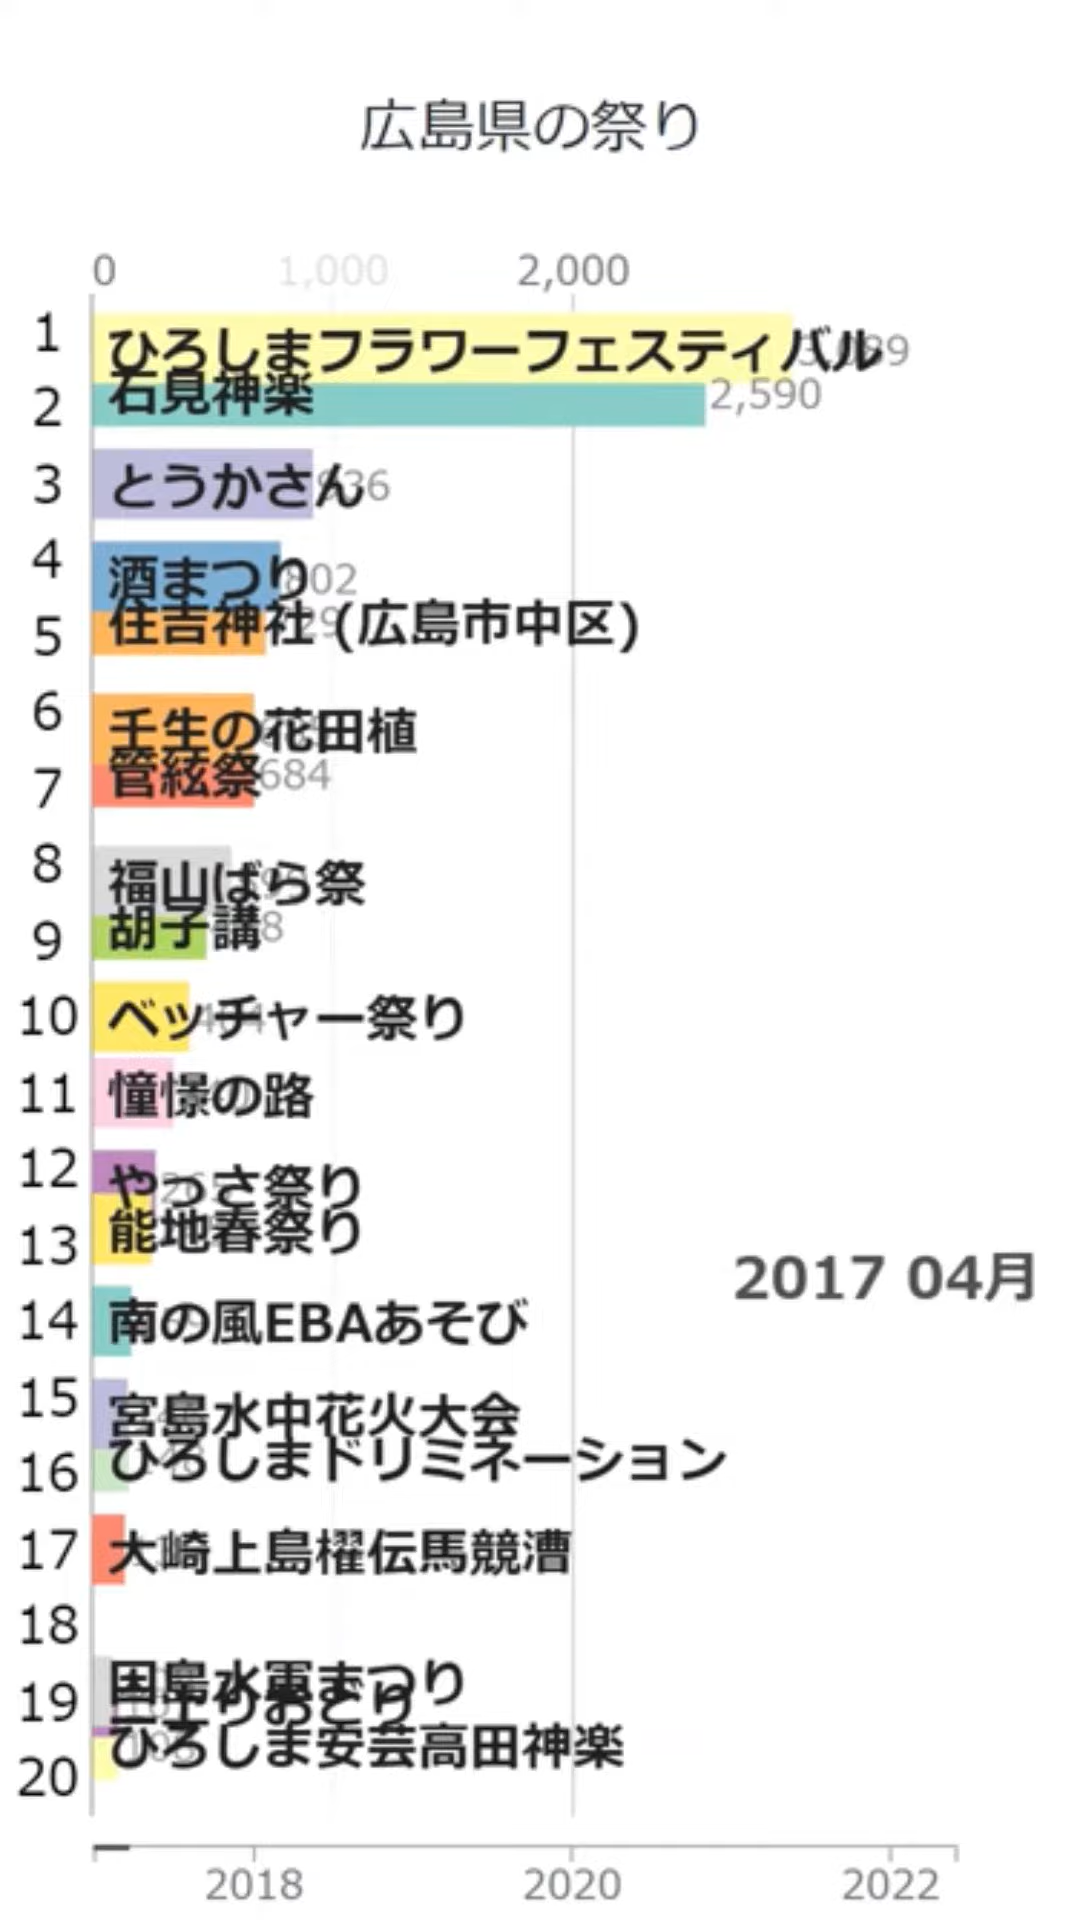 広島県の祭り
0 1,000 2,000
1 ひろしまフラワーフェスティバル
2 石見神楽 2,590
3 とうかさん
4 酒まつり 802
5 住吉神社 (広島市中区)
6 壬生の花田植
7 管絃祭 684
8 福山ばら祭
9 胡子講
10 ベッチャー祭り
11 憧憬の路
12 やっさ祭り
13 能地春祭り
2017 04月
14 南の風EBAあそび
15 宮島水中花火大会
16 ひろしまドリミネーション
17 大崎上島櫂伝馬競漕
18
因島水軍まつり
19
ひろしま安芸高田神楽
20
2018 2020 2022